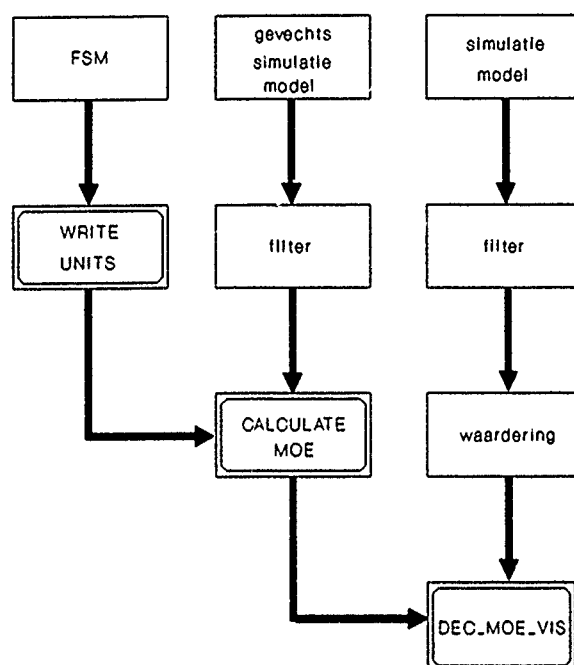 FSM
gevechts
simulatie
model
simulatie
model
WRITE
UNITS
filter
filter
CALCULATE
MOE
waardering
DEC_MOE_VIS